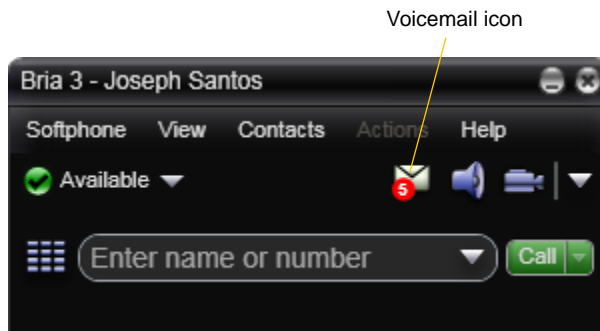 Voicemail icon
Bria 3 - Joseph Santos
Softphone View Contacts Actions Help
Available 5
Enter name or number Call